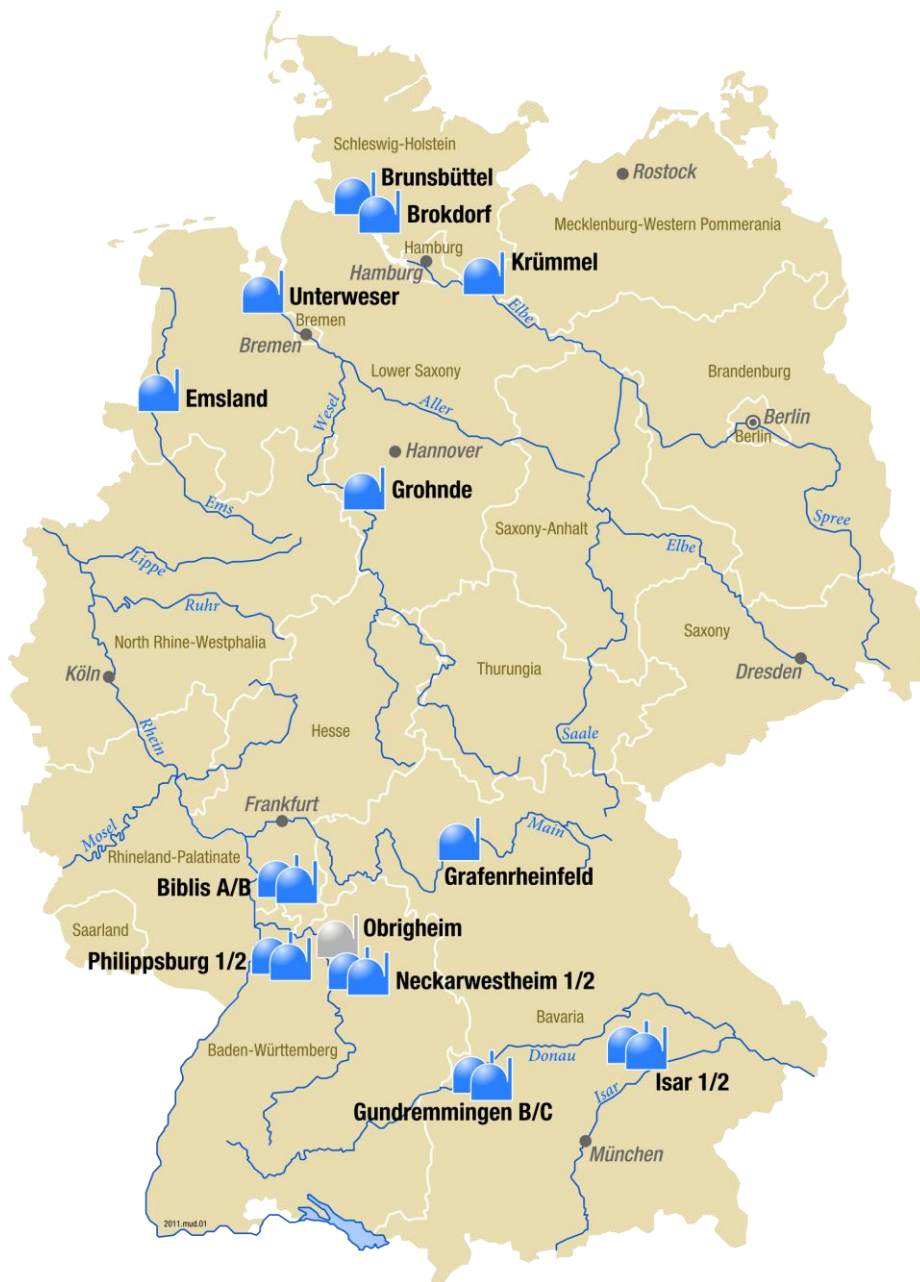 Schleswig-Holstein
Brunsbüttel
Rostock
Brokdorf
Mecklenburg-Western Pommerania
Hamburg
Hamburg
Krümmel
Unterweser
Elbe
Bremen
Bremen
Lower Saxony
Brandenburg
Emsland
Wesel
Aller
Berlin
Berlin
Hannover
Grohnde
Ems
Saxony-Anhalt
Spree
Elbe
Lippe
Ruhr
North Rhine-Westphalia
Saxony
Köln
Thurungia
Dresden
Rhein
Hesse
Saale
Frankfurt
Mosel
Main
Rhineland-Palatinate
Grafenrheinfeld
Biblis A/B
Saarland
Obrigheim
Philippsburg 1/2
Neckarwestheim 1/2
Bavaria
Baden-Württemberg
Donau
Isar 1/2
Isar
Gundremmingen B/C
München
2011.mud.01